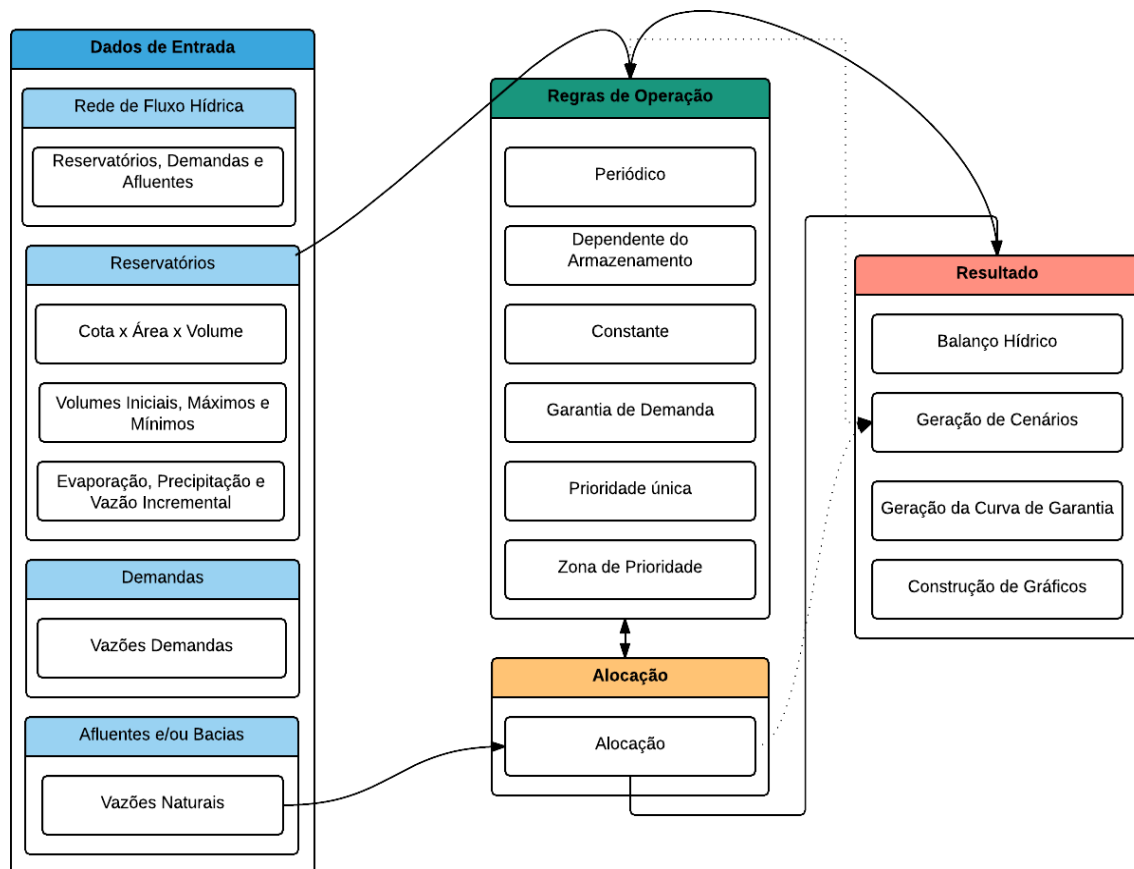 Dados de Entrada
Rede de Fluxo Hídrica
Reservatórios, Demandas e
Afluentes
Reservatórios
Cota x Área x Volume
Volumes Iniciais, Máximos e
Mínimos
Evaporação, Precipitação e
Vazão Incremental
Demandas
Vazões Demandas
Afluentes e/ou Bacias
Vazões Naturais
Regras de Operação
Periódico
Dependente do
Armazenamento
Constante
Garantia de Demanda
Prioridade única
Zona de Prioridade
Alocação
Alocação
Resultado
Balanço Hídrico
Geração de Cenários
Geração da Curva de Garantia
Construção de Gráficos